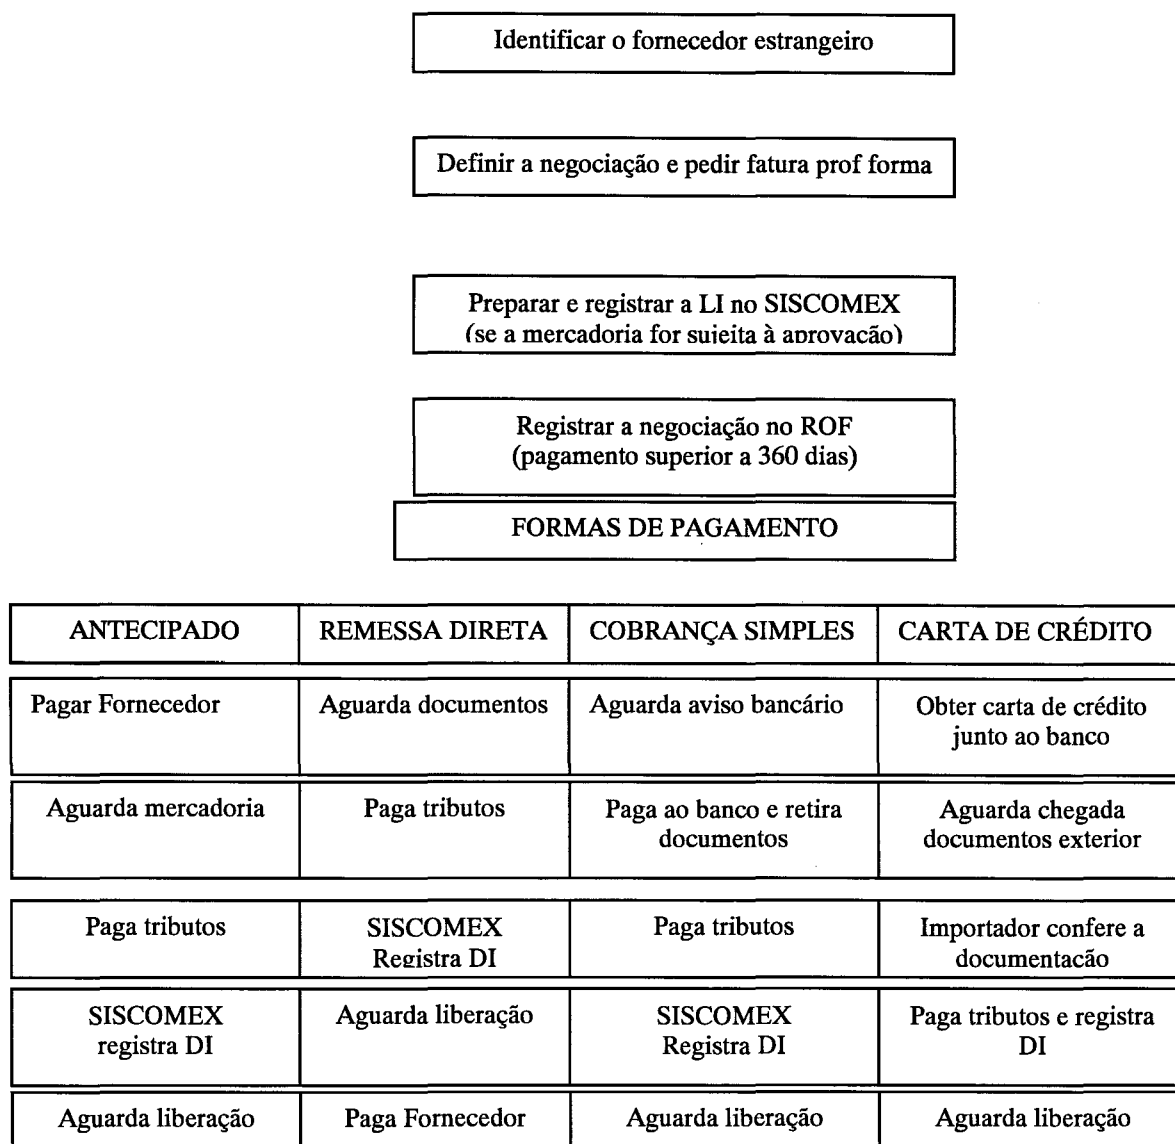 Identificar o fornecedor estrangeiro
Definir a negociação e pedir fatura prof forma
Preparar e registrar a LI no SISCOMEX
(se a mercadoria for sujeita à aprovação)
Registrar a negociação no ROF
(pagamento superior a 360 dias)
FORMAS DE PAGAMENTO
ANTECIPADO
REMESSA DIRETA
COBRANÇA SIMPLES
CARTA DE CRÉDITO
Pagar Fornecedor
Aguarda documentos
Aguarda aviso bancário
Obter carta de crédito
junto ao banco
Aguarda mercadoria
Paga tributos
Paga ao banco e retira
documentos
Aguarda chegada
documentos exterior
Paga tributos
SISCOMEX
Registra DI
Paga tributos
Importador confere a
documentação
SISCOMEX
registra DI
Aguarda liberação
SISCOMEX
Registra DI
Paga tributos e registra
DI
Aguarda liberação
Paga Fornecedor
Aguarda liberação
Aguarda liberação